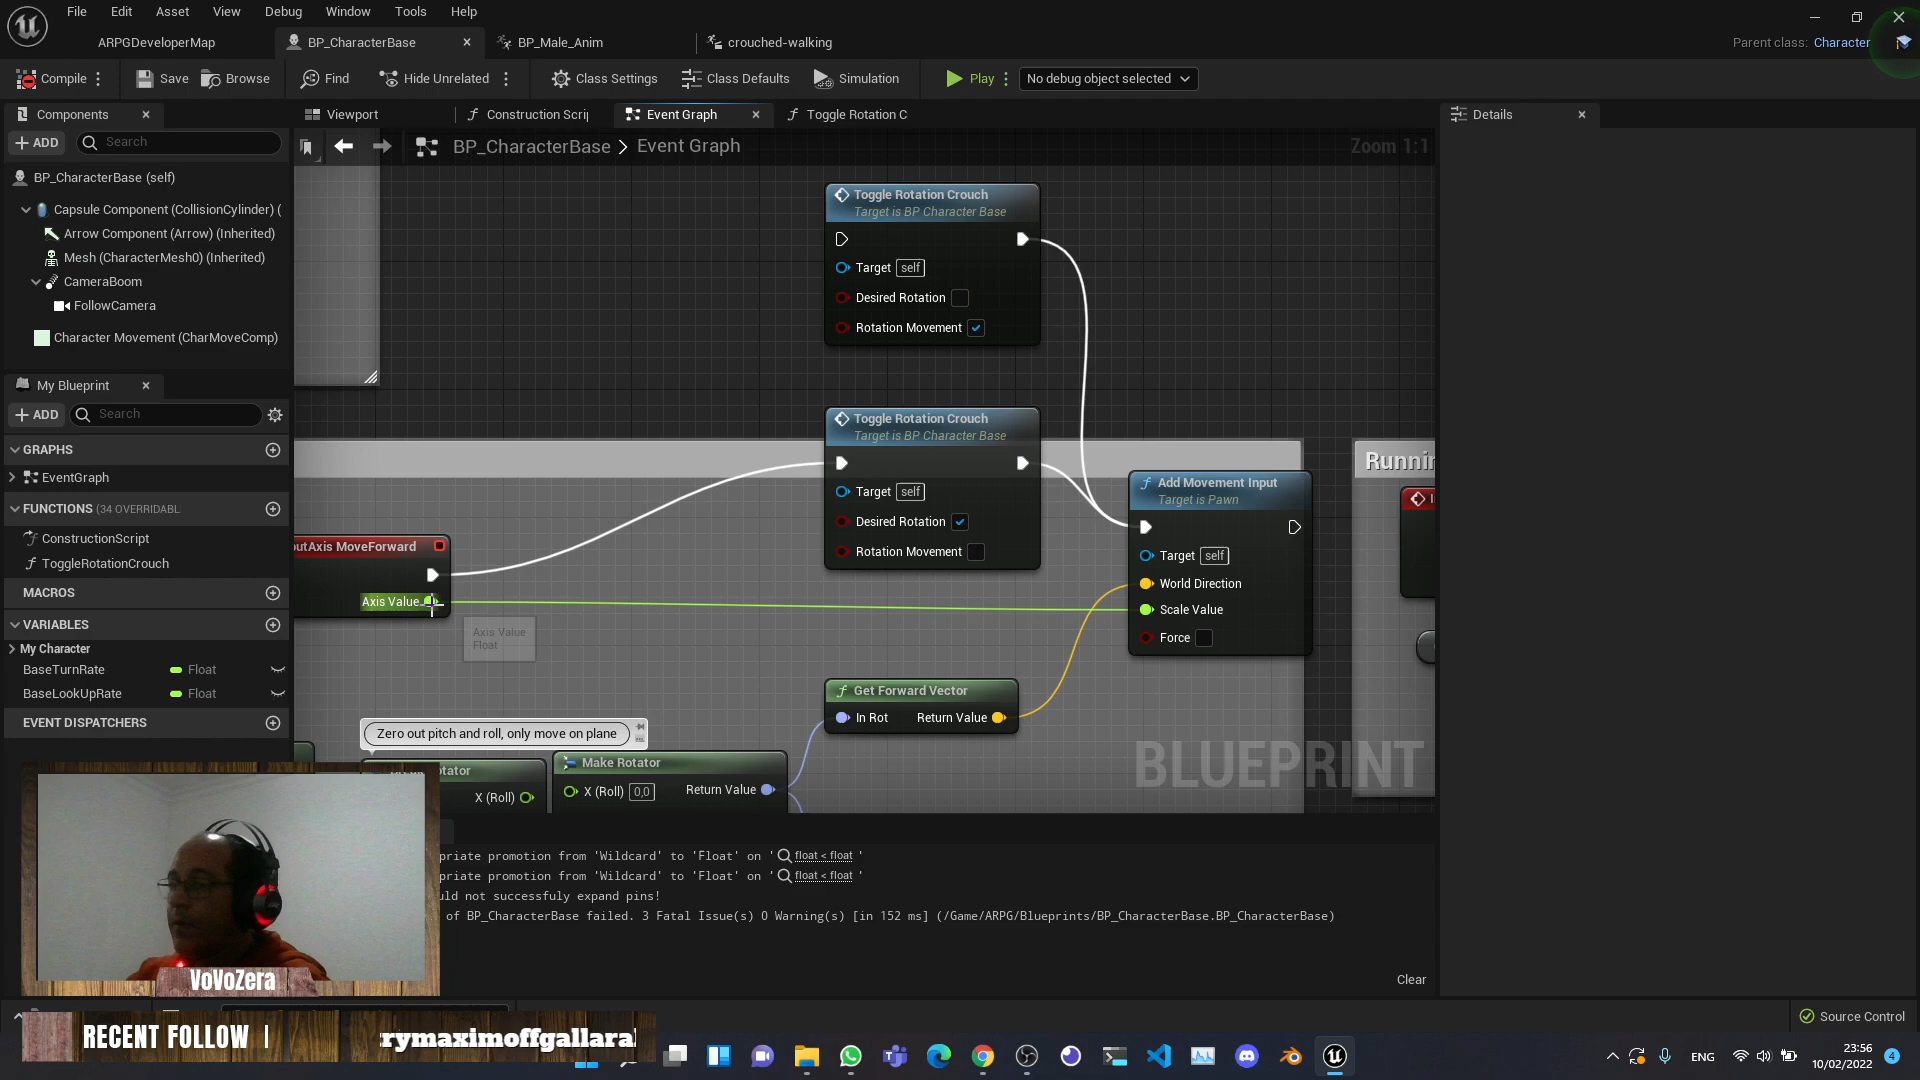 File Edit Asset View Debug Window Tools Help
ARPGDeveloperMap BP_CharacterBase BP_Male_Anim crouched-walking
Parent class: Character
Compile Save Browse Find Hide Unrelated Class Settings Class Defaults Simulation Play No debug object selected
Components
ADD Search
BP_CharacterBase (self)
Capsule Component (CollisionCylinder) (
Arrow Component (Arrow) (Inherited)
Mesh (CharacterMesh0) (Inherited)
CameraBoom
FollowCamera
Character Movement (CharMoveComp)
My Blueprint
ADD Search
GRAPHS
EventGraph
FUNCTIONS (34 OVERRIDABL
ConstructionScript
ToggleRotationCrouch
MACROS
VARIABLES
My Character
BaseTurnRate Float
BaseLookUpRate Float
EVENT DISPATCHERS
Viewport Construction Scrip Event Graph Toggle Rotation C
BP_CharacterBase > Event Graph
Zoom 1:1
Toggle Rotation Crouch
Target is BP Character Base
Target self
Desired Rotation
Rotation Movement
Toggle Rotation Crouch
Target is BP Character Base
Target self
Desired Rotation
Rotation Movement
Add Movement Input
Target is Pawn
Target self
World Direction
Scale Value
Force
Runnin
putAxis MoveForward
Axis Value
Axis Value
Float
Get Forward Vector
In Rot Return Value
Zero out pitch and roll, only move on plane
Make Rotator
X (Roll) 0,0 Return Value
otator
X (Roll)
BLUEPRINT
priate promotion from 'Wildcard' to 'Float' on ' float < float '
priate promotion from 'Wildcard' to 'Float' on ' float < float '
uld not successfuly expand pins!
of BP_CharacterBase failed. 3 Fatal Issue(s) 0 Warning(s) [in 152 ms] (/Game/ARPG/Blueprints/BP_CharacterBase.BP_CharacterBase)
Clear
Details
VoVoZera
RECENT FOLLOW |
rymaximoffgallara
Source Control
ENG
23:56
10/02/2022
4